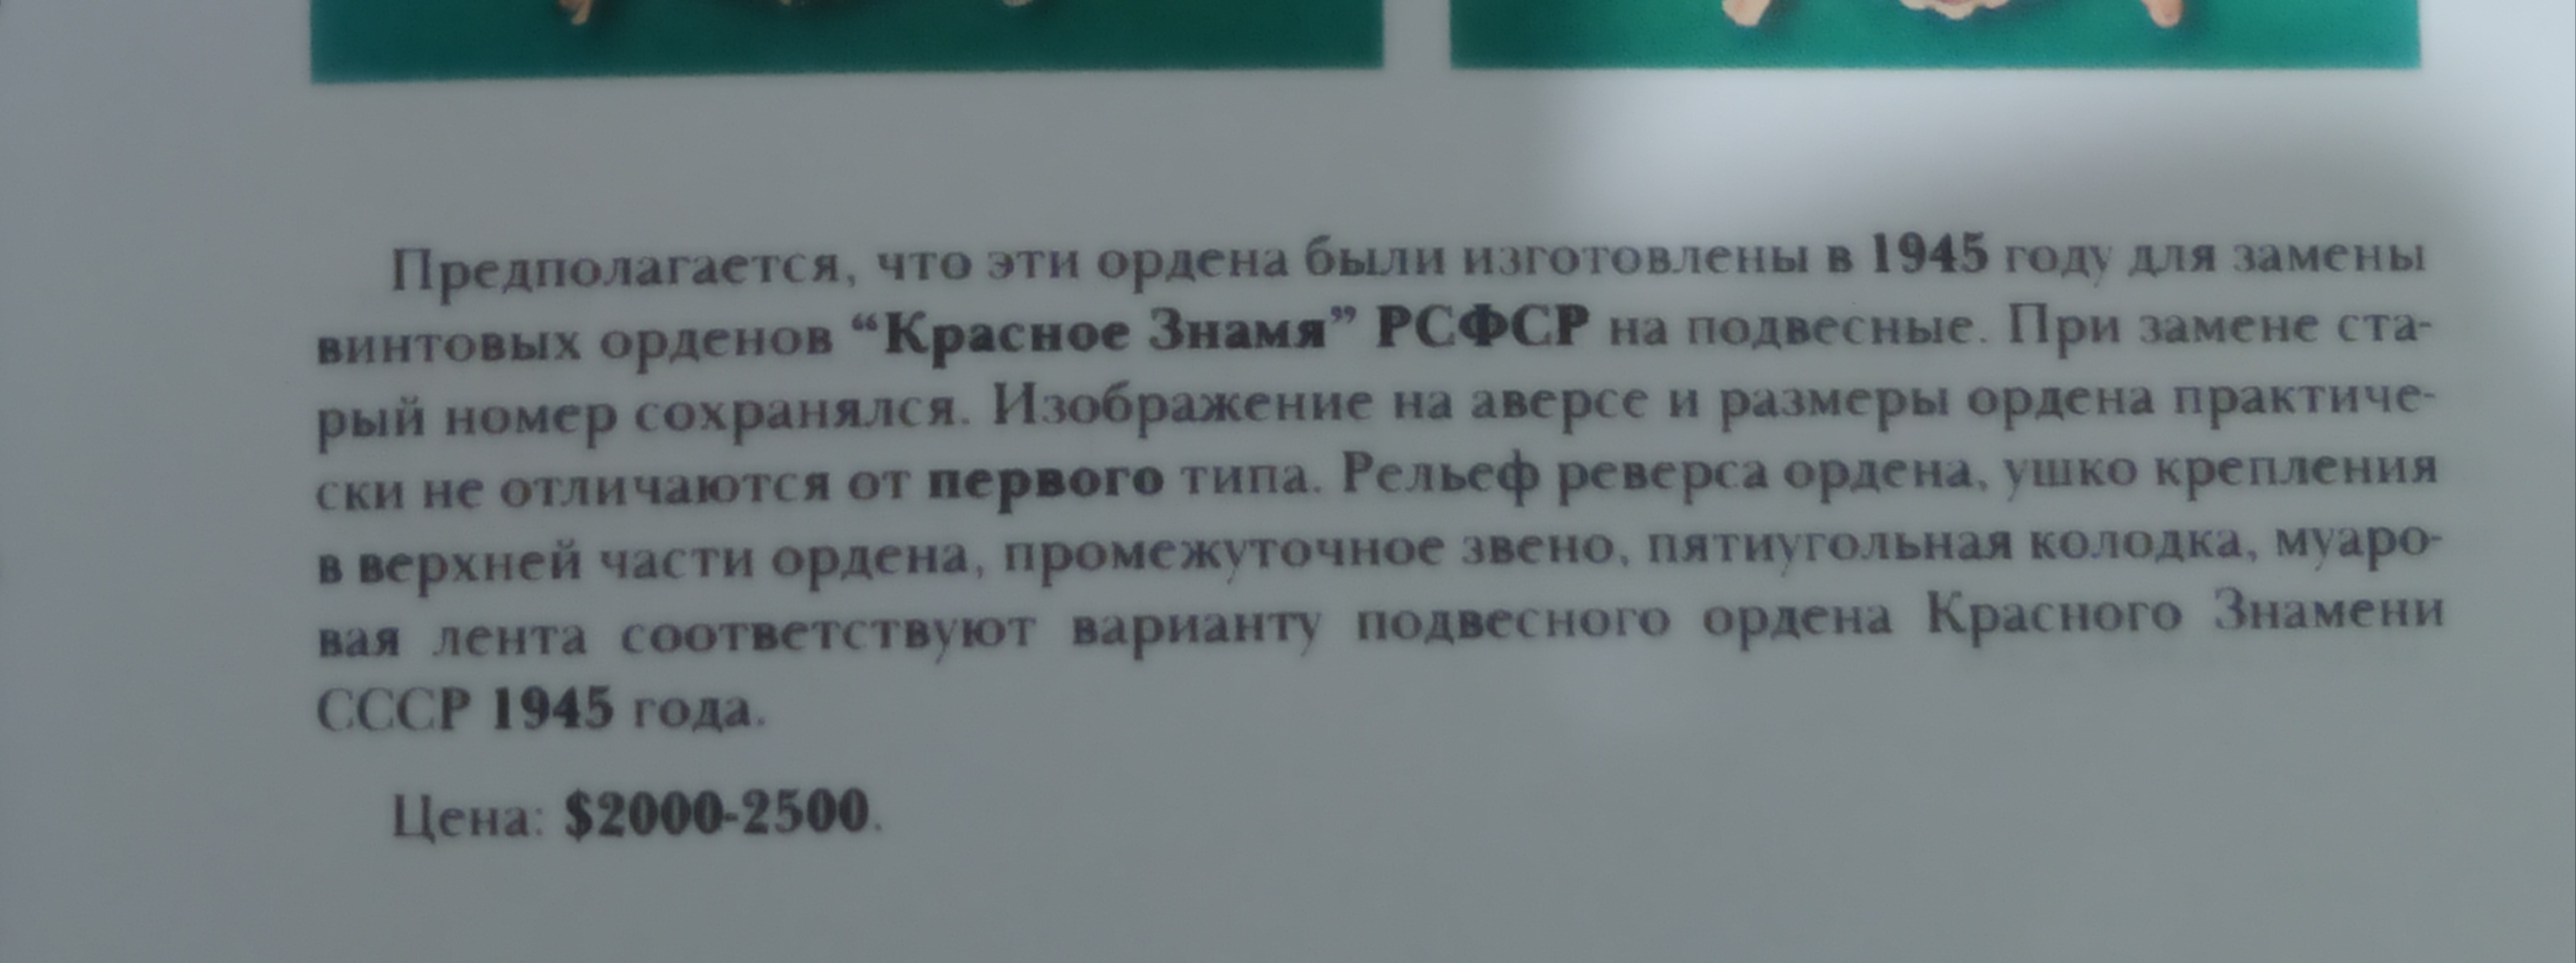 Предполагается, что эти ордена были изготовлены в 1945 году для замены
винтовых орденов “Красное Знамя” РСФСР на подвесные. При замене ста-
рый номер сохранялся. Изображение на аверсе и размеры ордена практиче-
ски не отличаются от первого типа. Рельеф реверса ордена, ушко крепления
в верхней части ордена, промежуточное звено, пятиугольная колодка, муаро-
вая лента соответствуют варианту подвесного ордена Красного Знамени
СССР 1945 года.
Цена: $2000-2500.